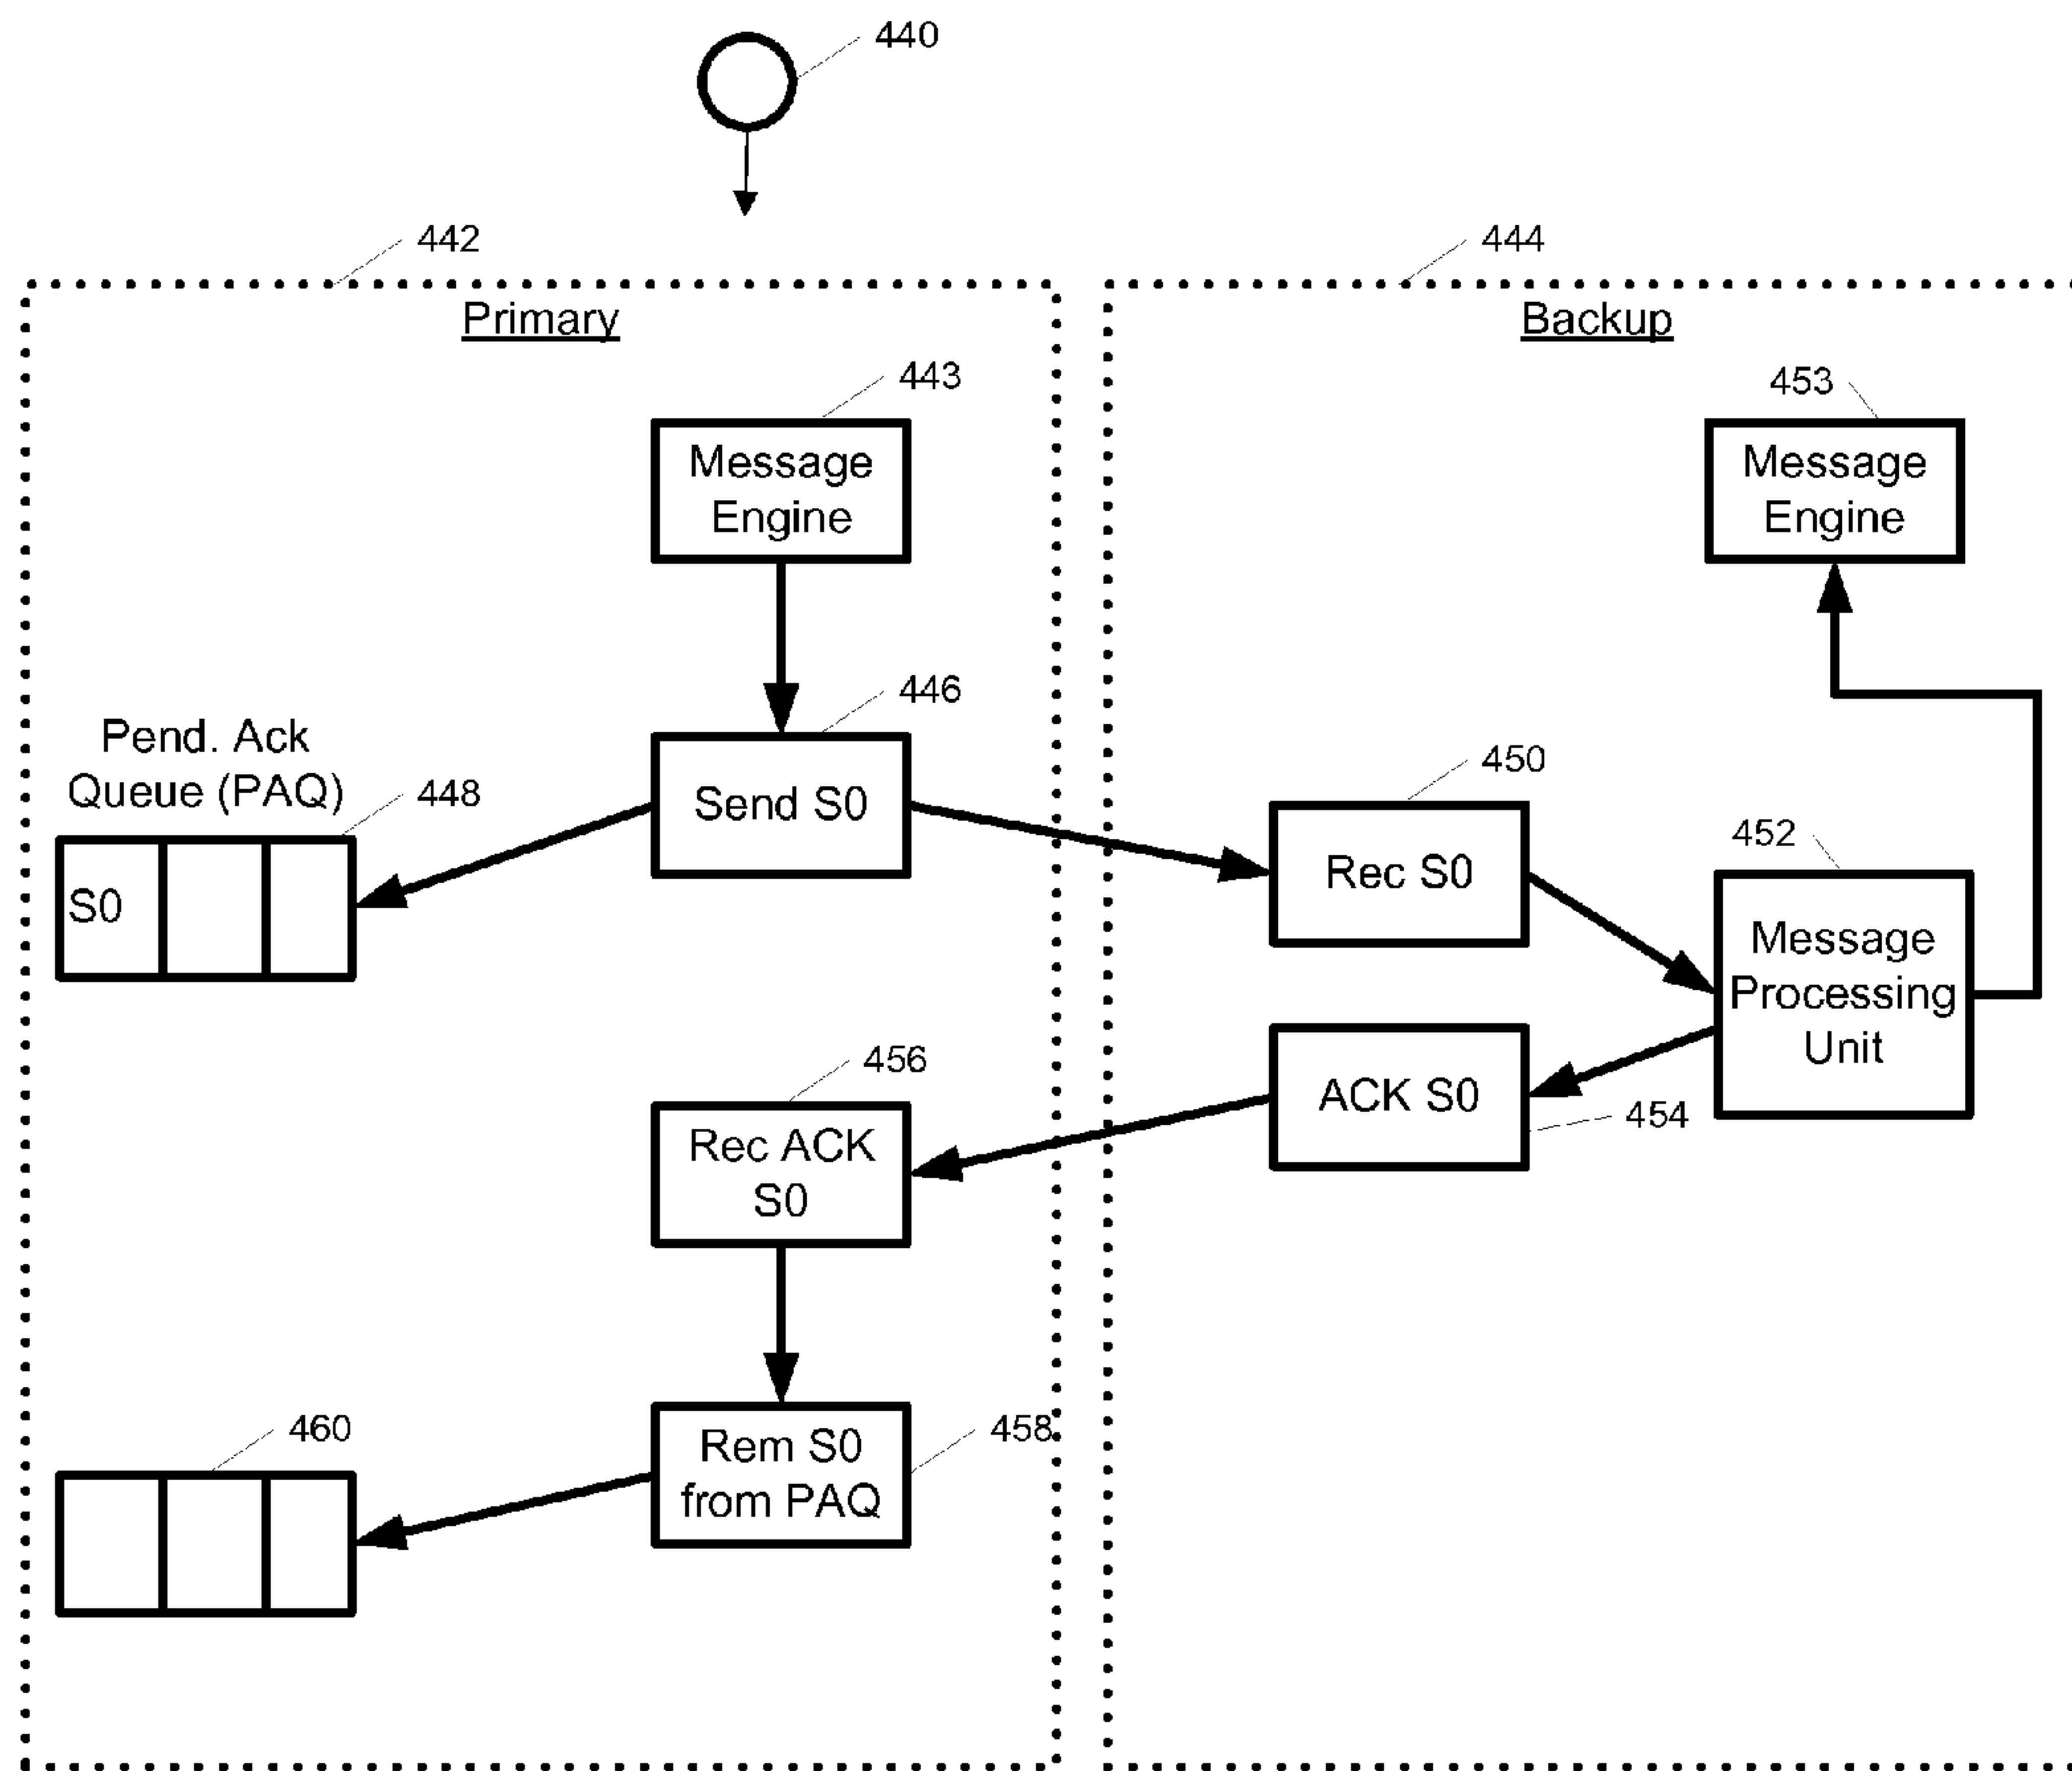 440
442
444
Primary
Backup
443
453
Message
Engine
Message
Engine
446
Pend. Ack
Queue (PAQ)
448
Send S0
450
452
S0
Rec S0
Message
Processing
Unit
456
ACK S0
454
Rec ACK
S0
460
458
Rem S0
from PAQ